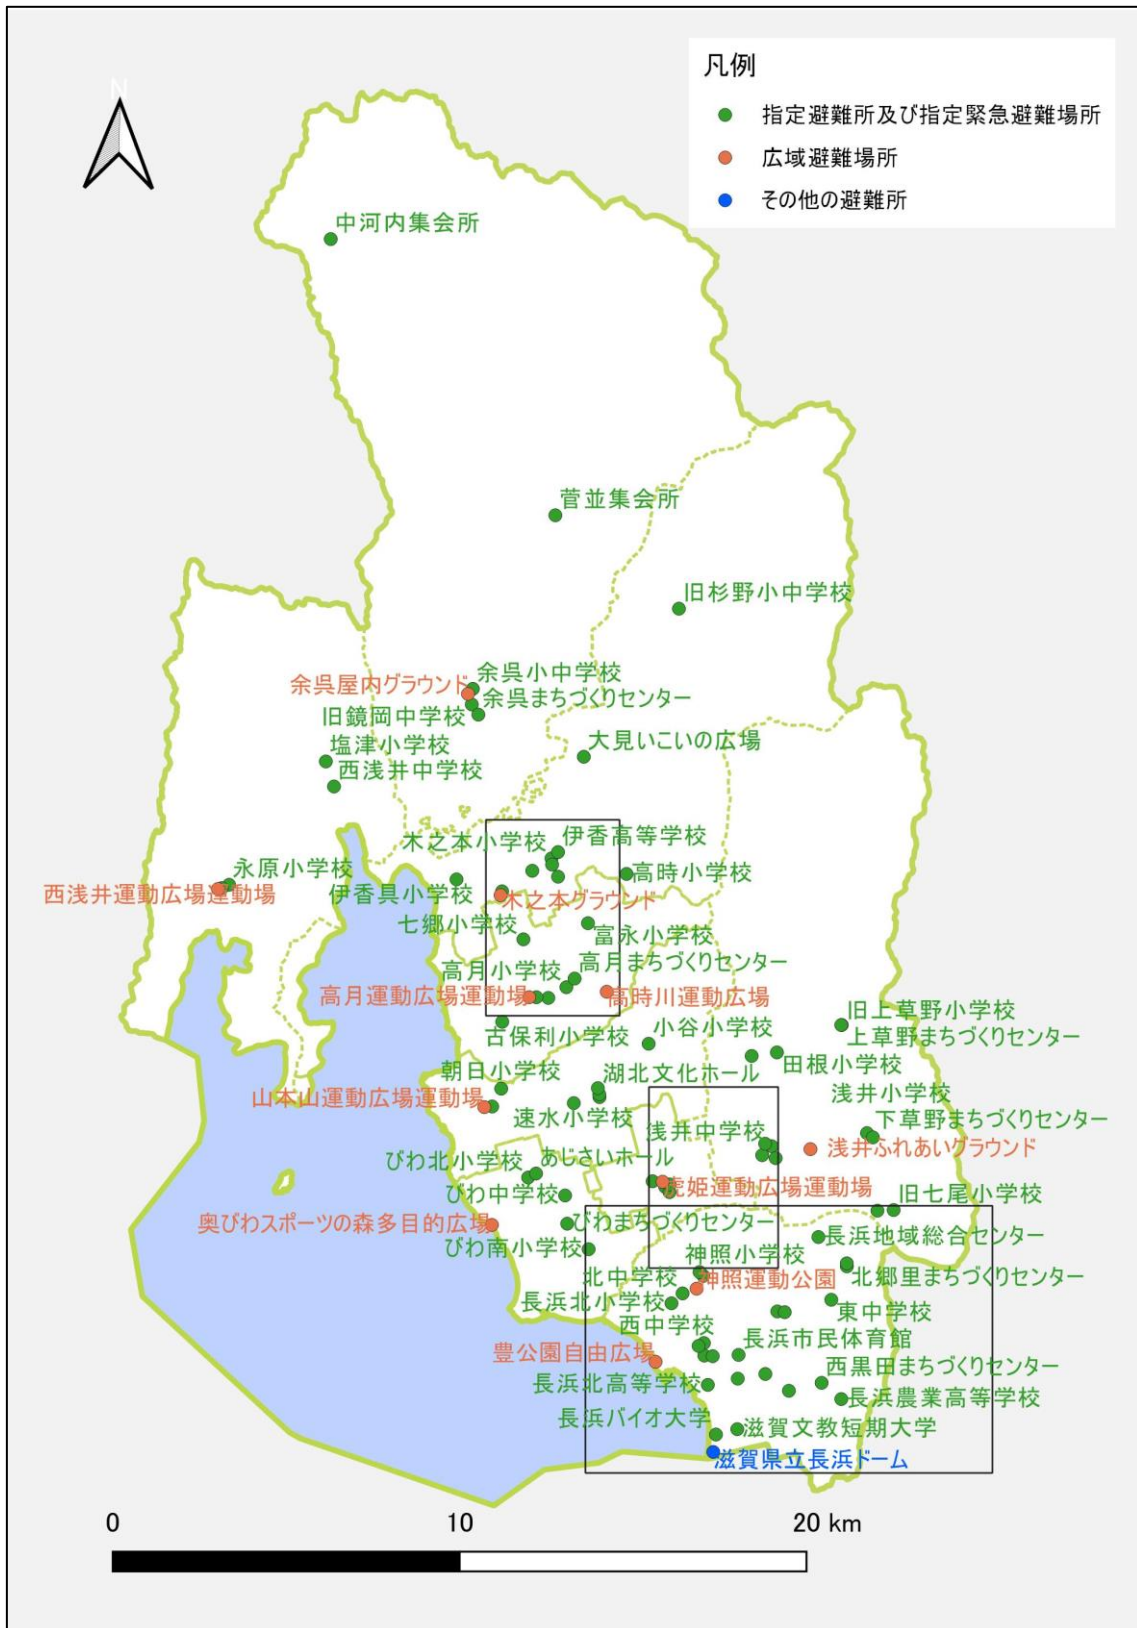 凡例
指定避難所及び指定緊急避難場所
広域避難場所
その他の避難所
N
中河内集会所
菅並集会所
旧杉野小中学校
余呉小中学校
余呉屋内グラウンド
余呉まちづくりセンター
旧鏡岡中学校
塩津小学校
大見いこいの広場
西浅井中学校
木之本小学校
伊香高等学校
永原小学校
高時小学校
西浅井運動広場運動場
伊香具小学校
木之本グラウンド
七郷小学校
富永小学校
高月小学校
高月まちづくりセンター
高月運動広場運動場
高時川運動広場
旧上草野小学校
古保利小学校
小谷小学校
上草野まちづくりセンター
田根小学校
朝日小学校
湖北文化ホール
浅井小学校
山本山運動広場運動場
速水小学校
浅井中学校
下草野まちづくりセンター
浅井ふれあいグラウンド
びわ北小学校
あじさいホール
びわ中学校
虎姫運動広場運動場
旧七尾小学校
奥びわスポーツの森多目的広場
びわまちづくりセンター
びわ南小学校
長浜地域総合センター
神照小学校
北中学校
神照運動公園
北郷里まちづくりセンター
長浜北小学校
東中学校
西中学校
長浜市民体育館
豊公園自由広場
西黒田まちづくりセンター
長浜北高等学校
長浜農業高等学校
長浜バイオ大学
滋賀文教短期大学
滋賀県立長浜ドーム
0 10 20 km